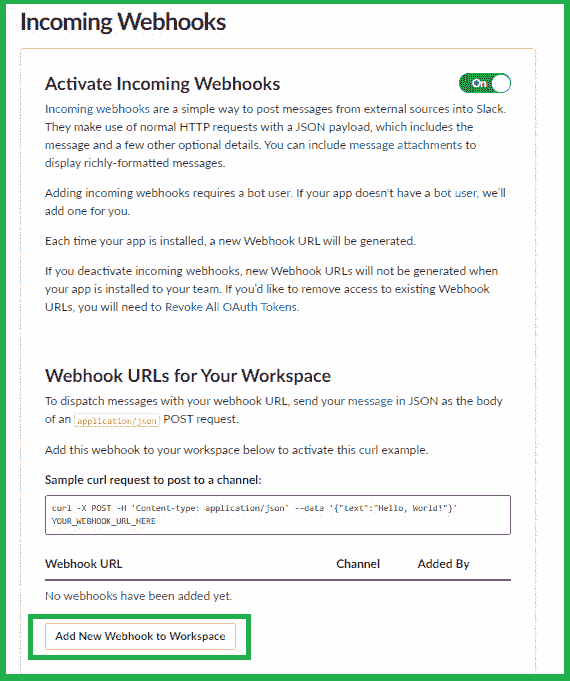 Incoming Webhooks
Activate Incoming Webhooks
On
Incoming webhooks are a simple way to post messages from external sources into Slack.
They make use of normal HTTP requests with a JSON payload, which includes the
message and a few other optional details. You can include message attachments to
display richly-formatted messages.
Adding incoming webhooks requires a bot user. If your app doesn't have a bot user, we'll
add one for you.
Each time your app is installed, a new Webhook URL will be generated.
If you deactivate incoming webhooks, new Webhook URLs will not be generated when
your app is installed to your team. If you'd like to remove access to existing Webhook
URLs, you will need to Revoke All OAuth Tokens.
Webhook URLs for Your Workspace
To dispatch messages with your webhook URL, send your message in JSON as the body
of an application/json POST request.
Add this webhook to your workspace below to activate this curl example.
Sample curl request to post to a channel:
curl -X POST -H 'Content-type: application/json' --data '{"text":"Hello, World!"}'
YOUR_WEBHOOK_URL_HERE
Webhook URL Channel Added By
No webhooks have been added yet.
Add New Webhook to Workspace